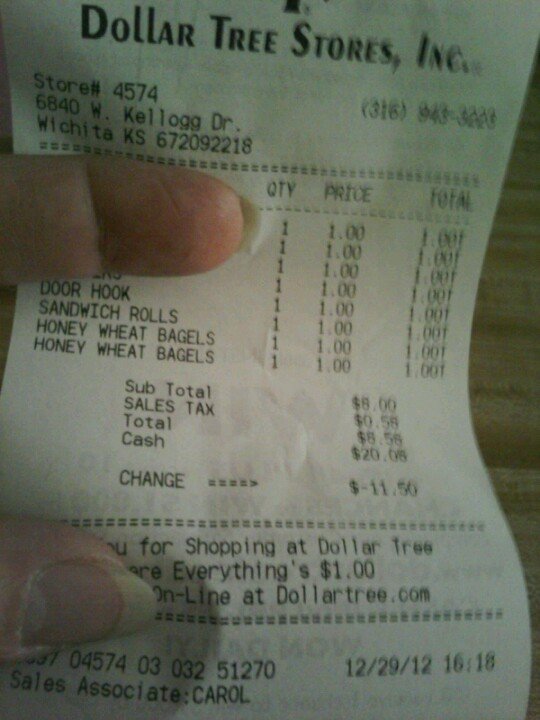 DOLLAR TREE STORES, INC.
Store# 4574
6840 W. Kellogg Dr. (316)
Wichita KS 672092218
QTY PRICE TOTAL
1 1.00 1.00T
1 1.00 1.00T
1 1.00 1.00T
1 1.00 1.00T
DOOR HOOK 1 1.00 1.00T
SANDWICH ROLLS 1 1.00 1.00T
HONEY WHEAT BAGELS 1 1.00 1.00T
HONEY WHEAT BAGELS 1 1.00 1.00T
Sub Total $8.00
SALES TAX $0.58
Total $8.58
Cash $20.08
CHANGE ====> $-11.50
for Shopping at Dollar Tree
Everything's $1.00
On-Line at Dollartree.com
04574 03 032 51270 12/29/12 16:18
Sales Associate:CAROL